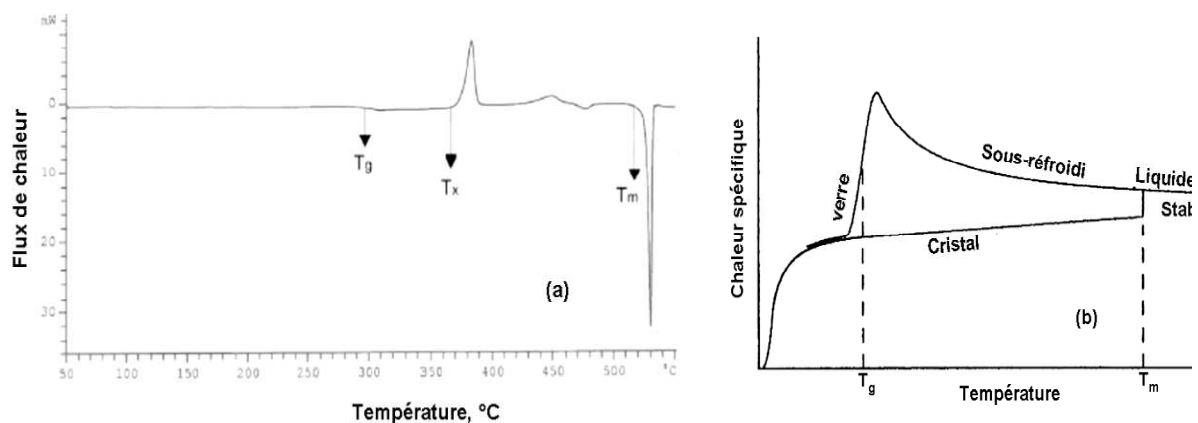 mW
0
10
20
30
Flux de chaleur
Tg
Tx
Tm
(a)
50 100 150 200 250 300 350 400 450 500 °C
Température, °C
Chaleur spécifique
verre
Sous-réfroidi
Liquide
Stab
Cristal
(b)
Tg
Tm
Température